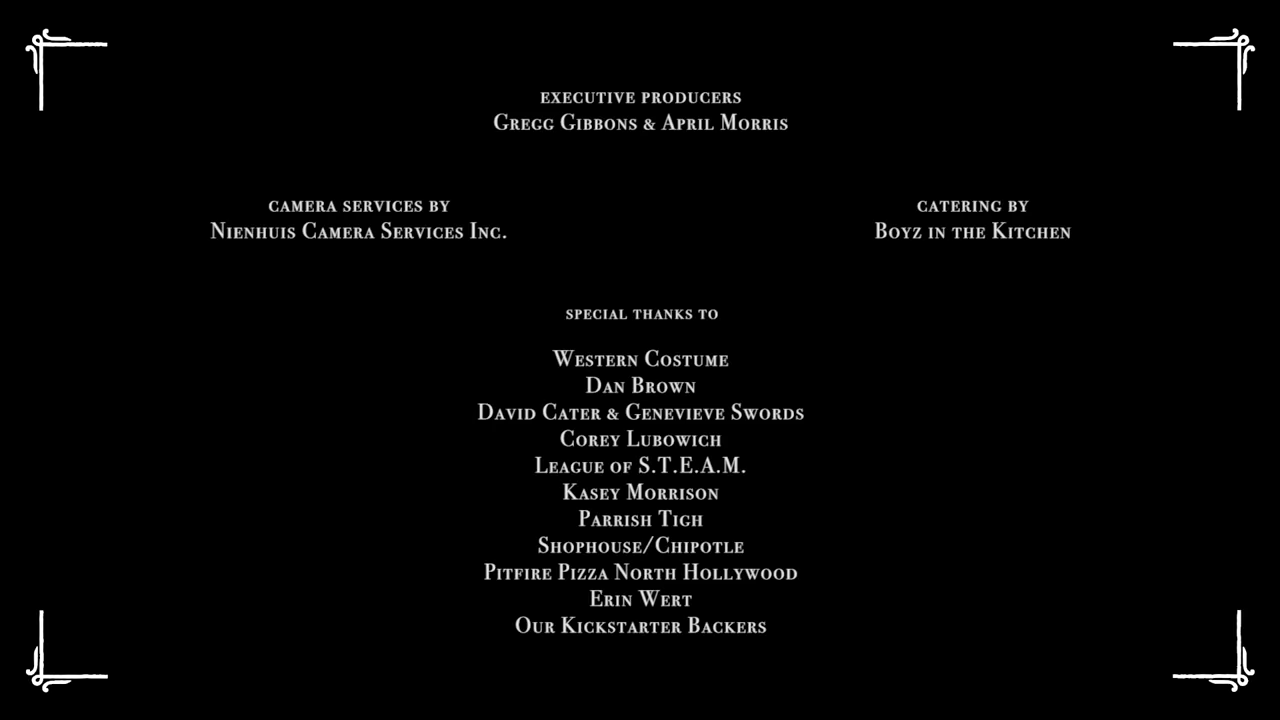 EXECUTIVE PRODUCERS
GREGG GIBBONS & APRIL MORRIS
CAMERA SERVICES BY
NIENHUIS CAMERA SERVICES INC.
CATERING BY
BOYZ IN THE KITCHEN
SPECIAL THANKS TO
WESTERN COSTUME
DAN BROWN
DAVID CATER & GENEVIEVE SWORDS
COREY LUBOWICH
LEAGUE OF S.T.E.A.M.
KASEY MORRISON
PARRISH TIGH
SHOPHOUSE/CHIPOTLE
PITFIRE PIZZA NORTH HOLLYWOOD
ERIN WERT
OUR KICKSTARTER BACKERS